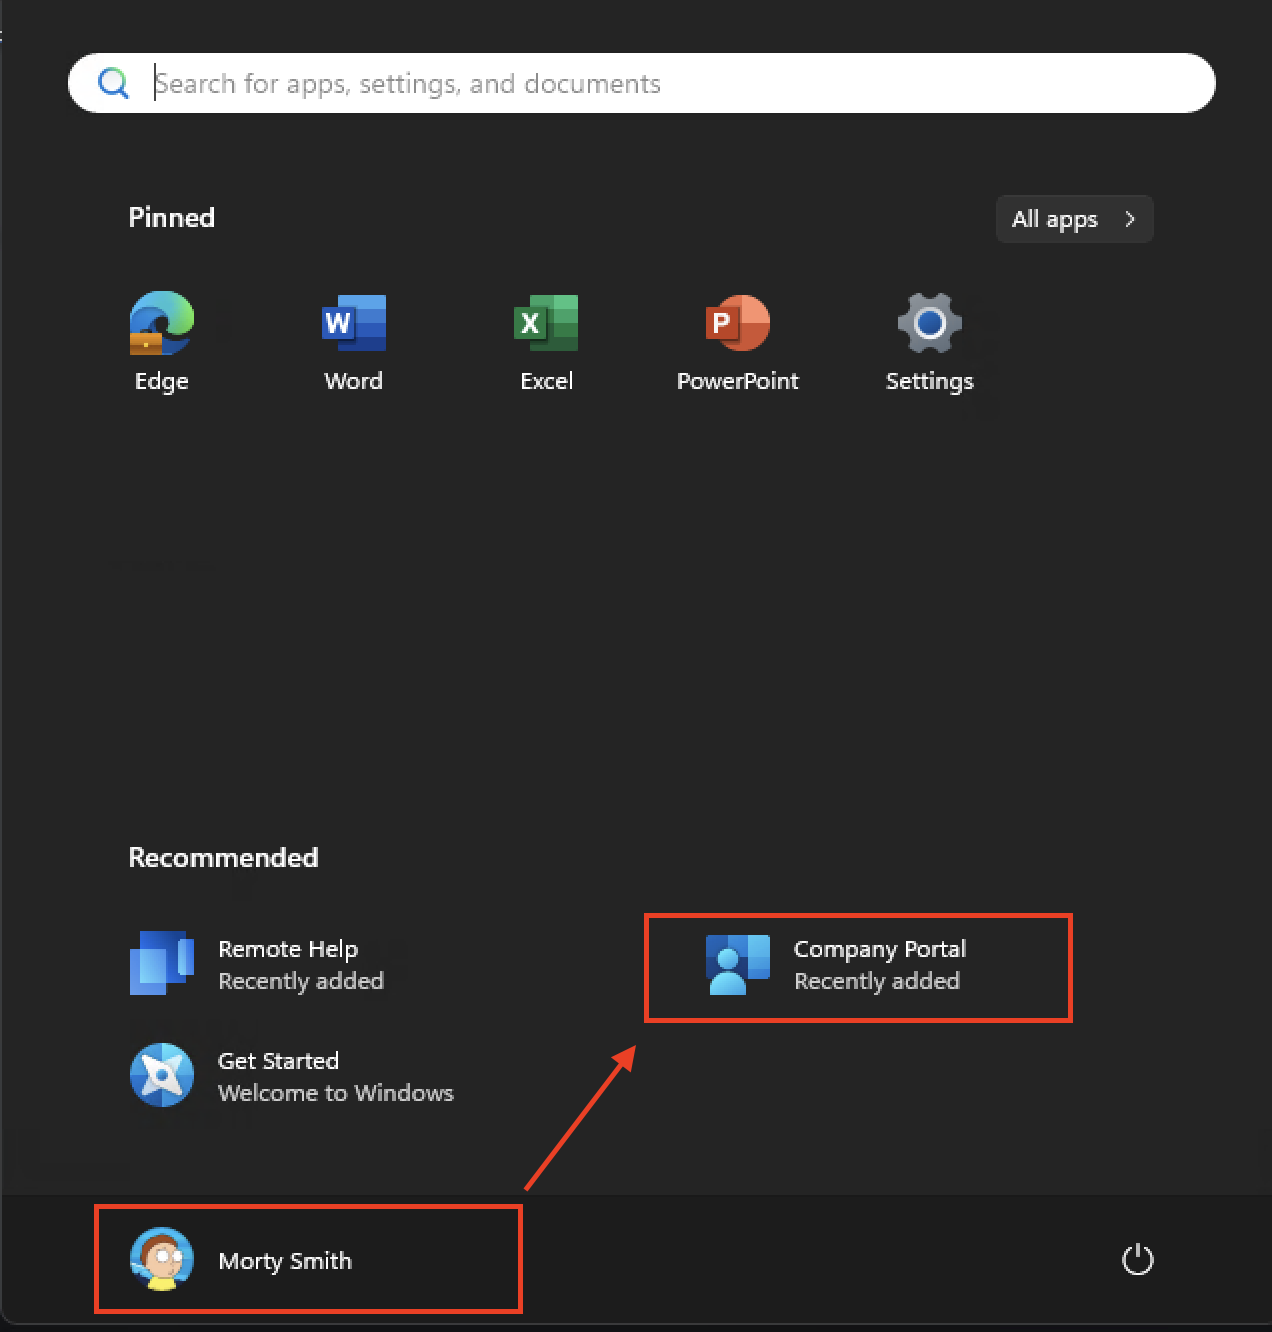 Search for apps, settings, and documents
Pinned
All apps
Edge
Word
Excel
PowerPoint
Settings
Recommended
Remote Help
Recently added
Company Portal
Recently added
Get Started
Welcome to Windows
Morty Smith